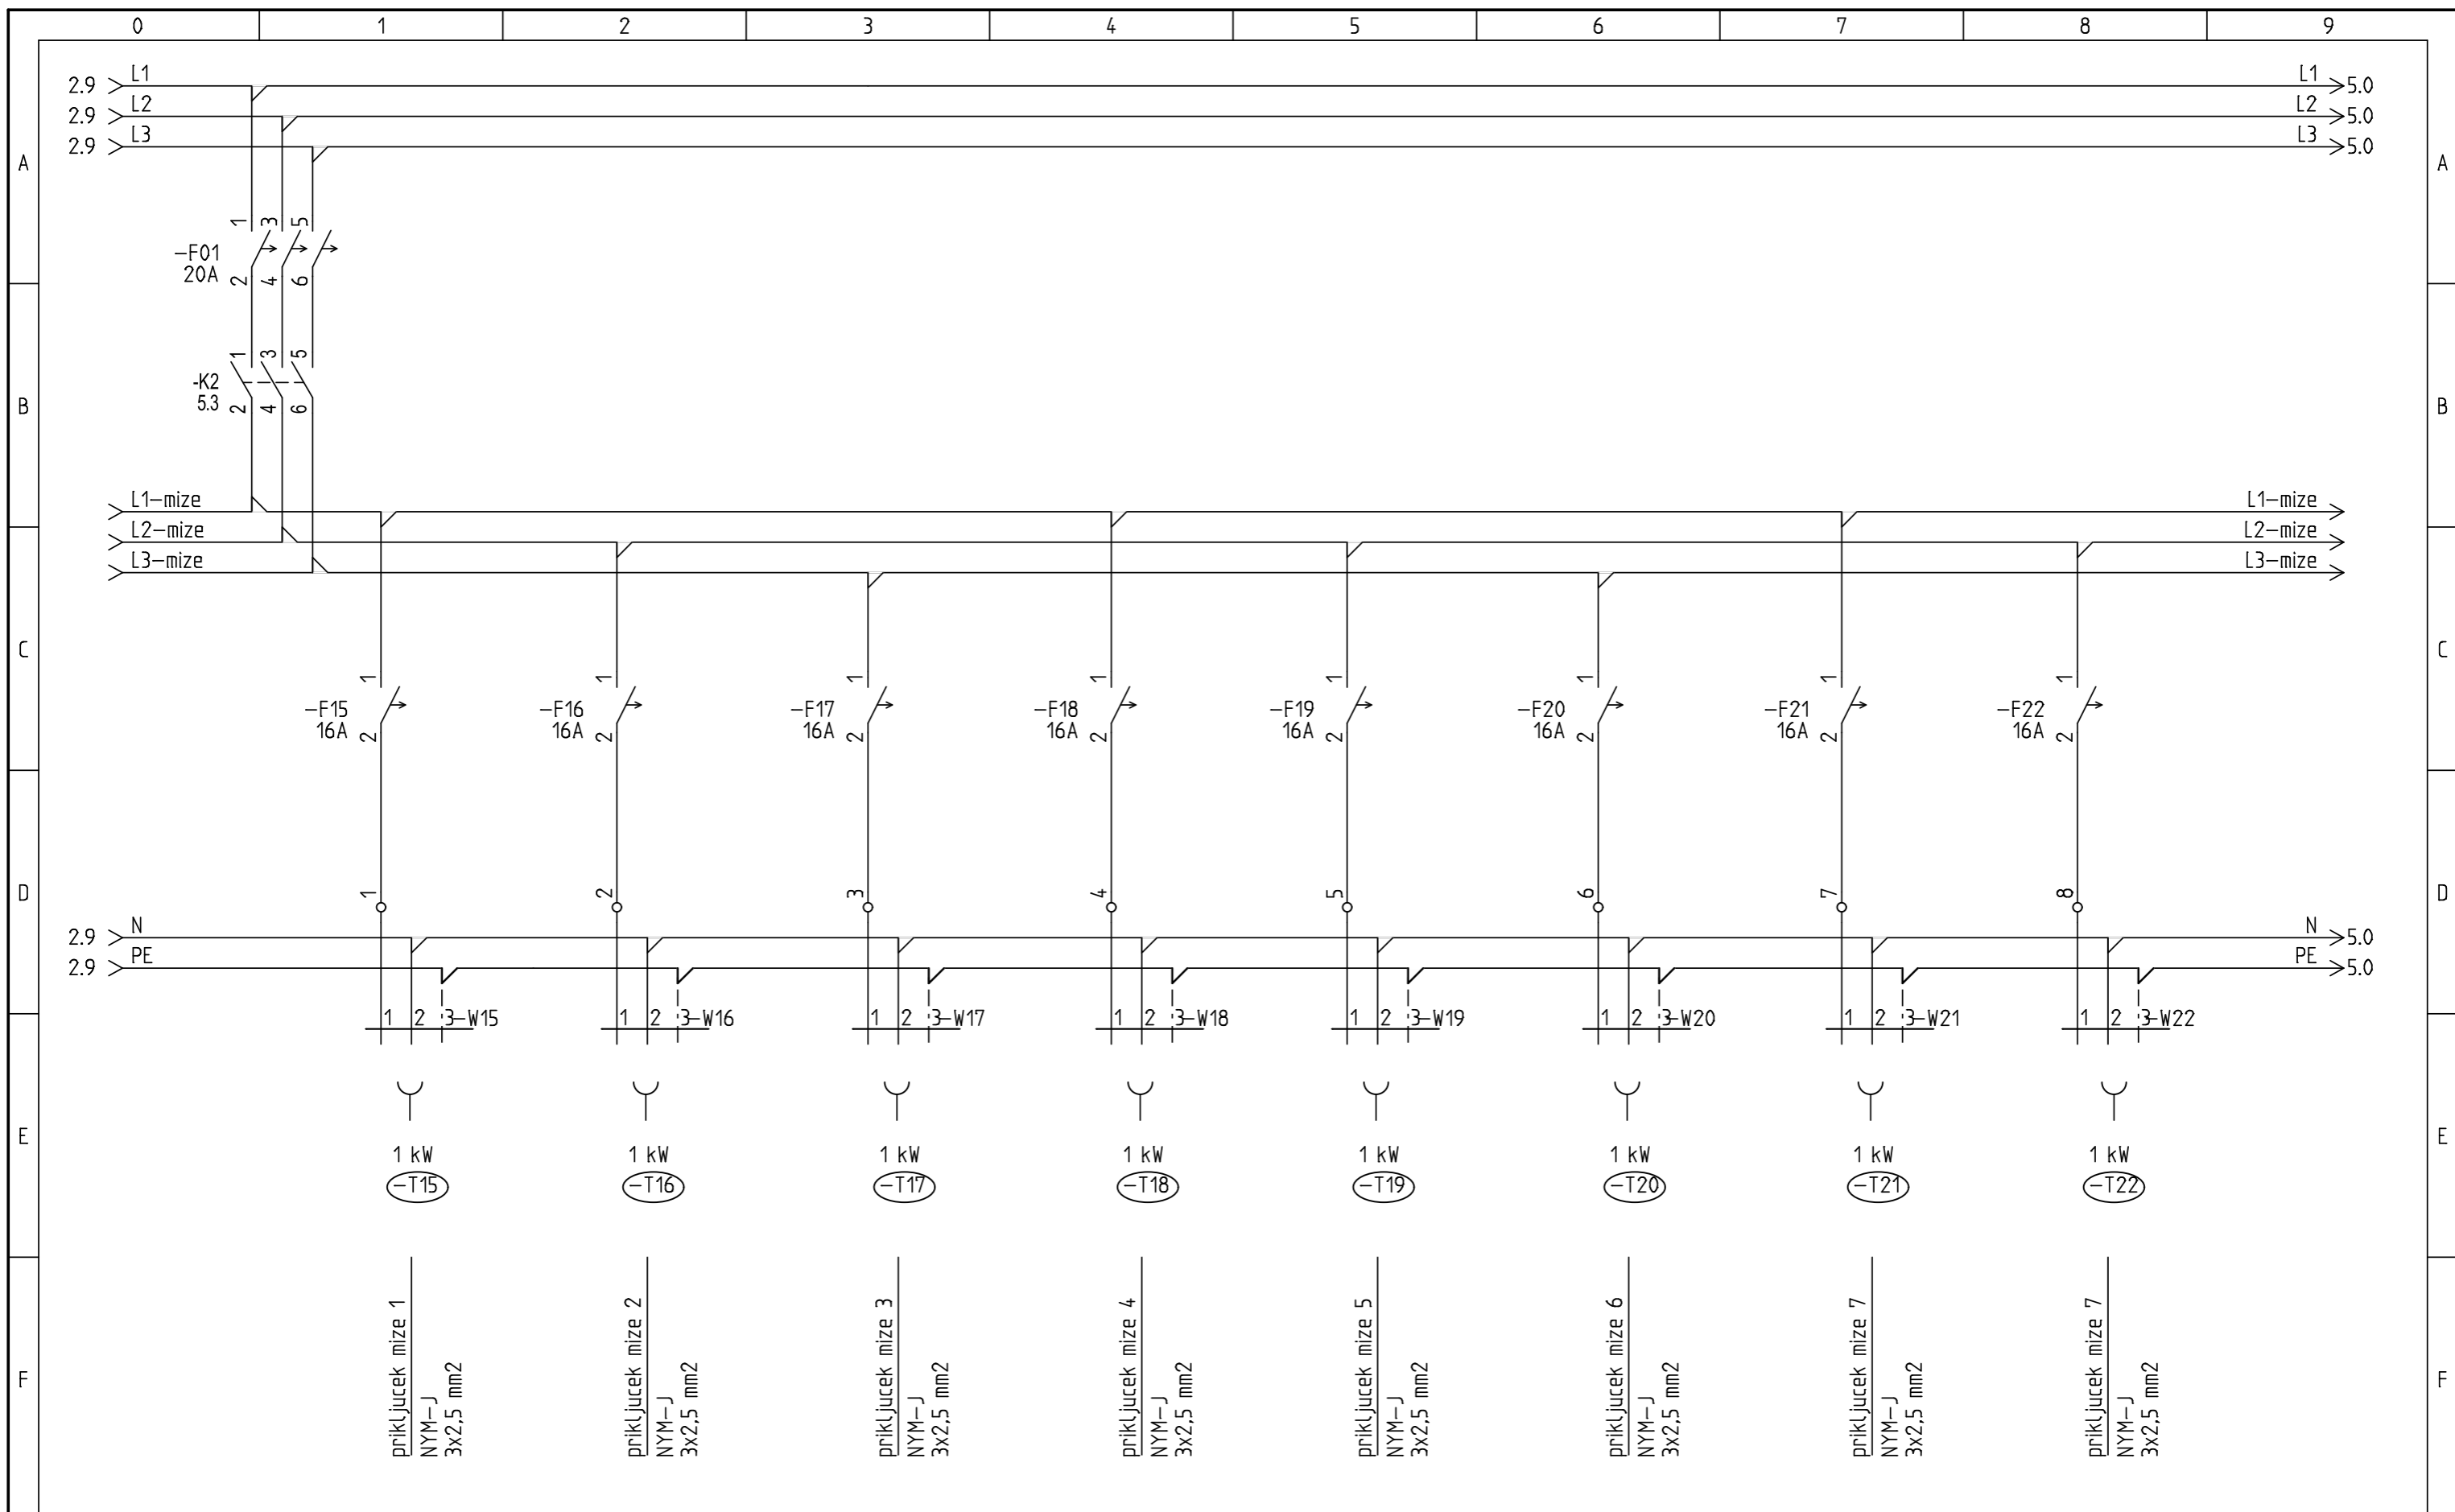 0 1 2 3 4 5 6 7 8 9
2.9 L1 L1 5.0
2.9 L2 L2 5.0
2.9 L3 L3 5.0
A A
1 3 5
-F01
20A
2 4 6
1 3 5
-K2
5.3
2 4 6
B B
L1-mize L1-mize
L2-mize L2-mize
L3-mize L3-mize
C C
1 1 1 1 1 1 1 1
-F15 -F16 -F17 -F18 -F19 -F20 -F21 -F22
16A 16A 16A 16A 16A 16A 16A 16A
2 2 2 2 2 2 2 2
D 1 2 3 4 5 6 7 8 D
2.9 N N 5.0
2.9 PE PE 5.0
1 2 3-W15 1 2 3-W16 1 2 3-W17 1 2 3-W18 1 2 3-W19 1 2 3-W20 1 2 3-W21 1 2 3-W22
E E
1 kW 1 kW 1 kW 1 kW 1 kW 1 kW 1 kW 1 kW
-T15 -T16 -T17 -T18 -T19 -T20 -T21 -T22
F F
prikljucek mize 1
NYM-J
3x2,5 mm2
prikljucek mize 2
NYM-J
3x2,5 mm2
prikljucek mize 3
NYM-J
3x2,5 mm2
prikljucek mize 4
NYM-J
3x2,5 mm2
prikljucek mize 5
NYM-J
3x2,5 mm2
prikljucek mize 6
NYM-J
3x2,5 mm2
prikljucek mize 7
NYM-J
3x2,5 mm2
prikljucek mize 7
NYM-J
3x2,5 mm2